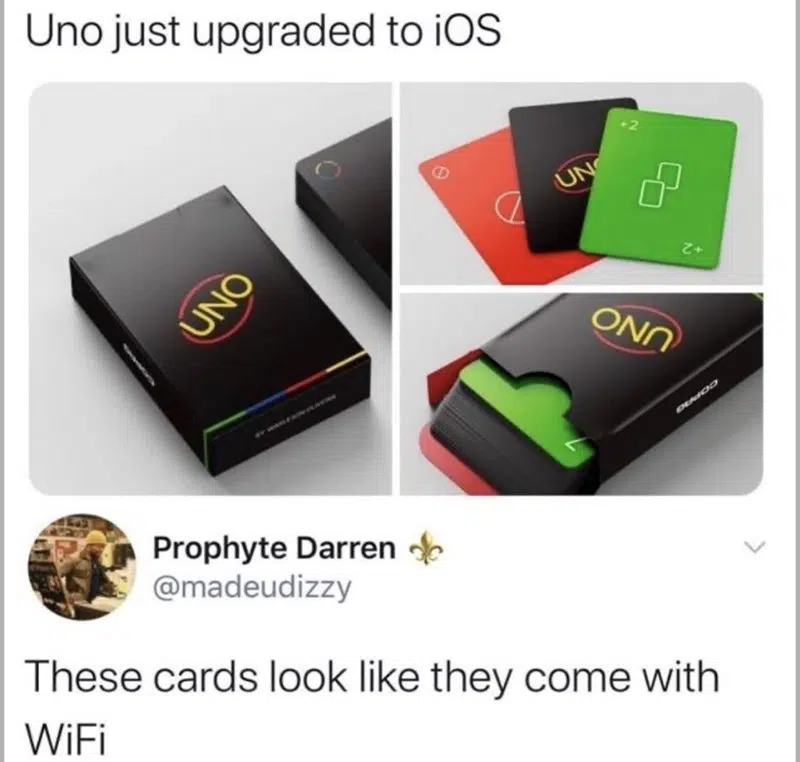 Uno just upgraded to iOS
UNO
UNO
+2
+2
UNO
COPAG
Prophyte Darren ⚜️
@madeudizzy
These cards look like they come with
WiFi